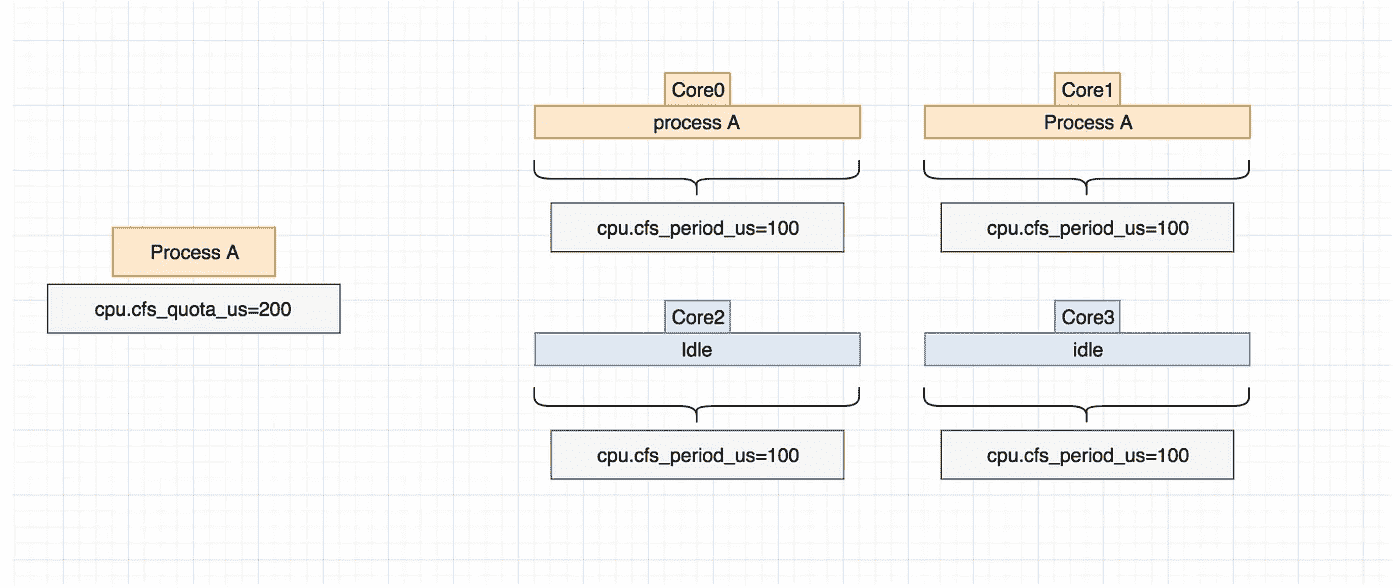 Core0
process A
cpu.cfs_period_us=100
Core1
Process A
cpu.cfs_period_us=100
Process A
cpu.cfs_quota_us=200
Core2
Idle
cpu.cfs_period_us=100
Core3
idle
cpu.cfs_period_us=100